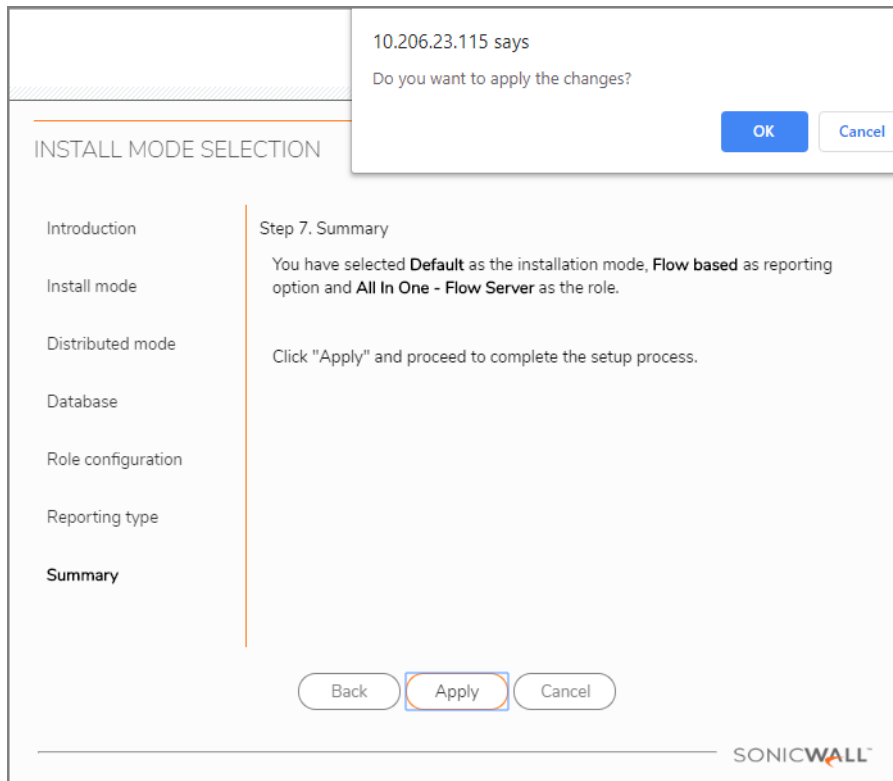 10.206.23.115 says
Do you want to apply the changes?
OK
Cancel
INSTALL MODE SELECTION
Introduction
Install mode
Distributed mode
Database
Role configuration
Reporting type
Summary
Step 7. Summary
You have selected Default as the installation mode, Flow based as reporting
option and All In One - Flow Server as the role.
Click "Apply" and proceed to complete the setup process.
Back
Apply
Cancel
SONICWALL™